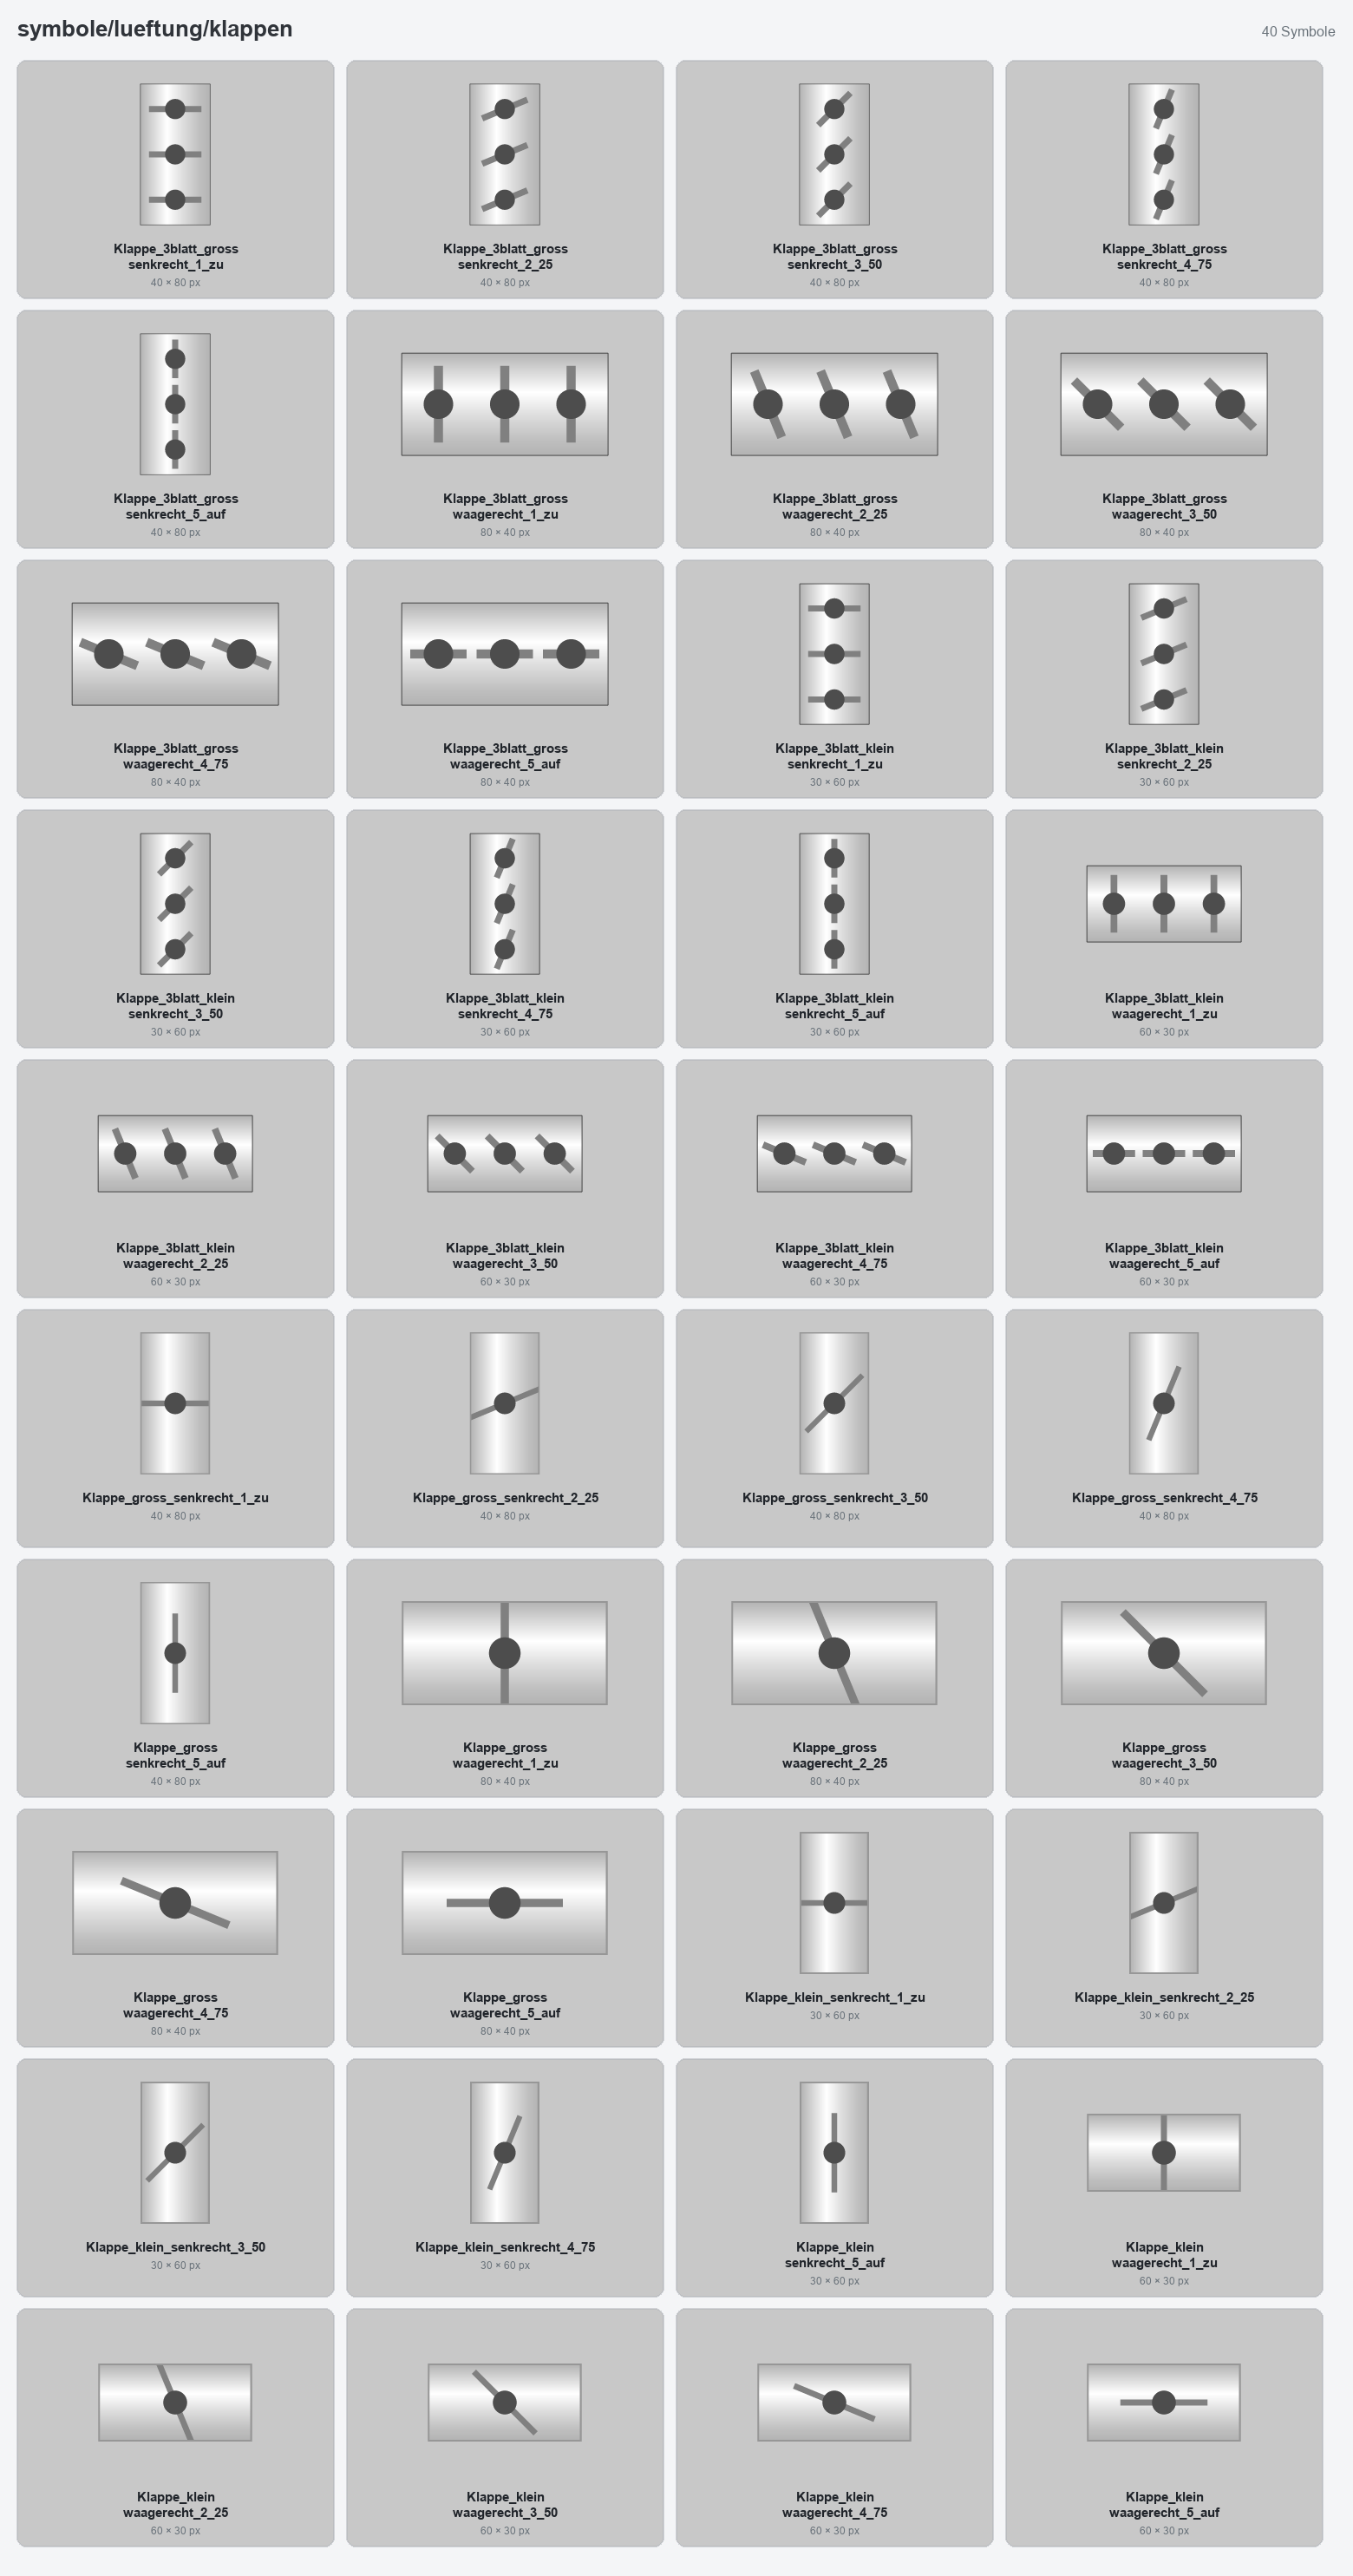 symbole/lueftung/klappen
40 Symbole
Klappe_3blatt_gross
senkrecht_1_zu
40 × 80 px
Klappe_3blatt_gross
senkrecht_2_25
40 × 80 px
Klappe_3blatt_gross
senkrecht_3_50
40 × 80 px
Klappe_3blatt_gross
senkrecht_4_75
40 × 80 px
Klappe_3blatt_gross
senkrecht_5_auf
40 × 80 px
Klappe_3blatt_gross
waagerecht_1_zu
80 × 40 px
Klappe_3blatt_gross
waagerecht_2_25
80 × 40 px
Klappe_3blatt_gross
waagerecht_3_50
80 × 40 px
Klappe_3blatt_gross
waagerecht_4_75
80 × 40 px
Klappe_3blatt_gross
waagerecht_5_auf
80 × 40 px
Klappe_3blatt_klein
senkrecht_1_zu
30 × 60 px
Klappe_3blatt_klein
senkrecht_2_25
30 × 60 px
Klappe_3blatt_klein
senkrecht_3_50
30 × 60 px
Klappe_3blatt_klein
senkrecht_4_75
30 × 60 px
Klappe_3blatt_klein
senkrecht_5_auf
30 × 60 px
Klappe_3blatt_klein
waagerecht_1_zu
60 × 30 px
Klappe_3blatt_klein
waagerecht_2_25
60 × 30 px
Klappe_3blatt_klein
waagerecht_3_50
60 × 30 px
Klappe_3blatt_klein
waagerecht_4_75
60 × 30 px
Klappe_3blatt_klein
waagerecht_5_auf
60 × 30 px
Klappe_gross_senkrecht_1_zu
40 × 80 px
Klappe_gross_senkrecht_2_25
40 × 80 px
Klappe_gross_senkrecht_3_50
40 × 80 px
Klappe_gross_senkrecht_4_75
40 × 80 px
Klappe_gross
senkrecht_5_auf
40 × 80 px
Klappe_gross
waagerecht_1_zu
80 × 40 px
Klappe_gross
waagerecht_2_25
80 × 40 px
Klappe_gross
waagerecht_3_50
80 × 40 px
Klappe_gross
waagerecht_4_75
80 × 40 px
Klappe_gross
waagerecht_5_auf
80 × 40 px
Klappe_klein_senkrecht_1_zu
30 × 60 px
Klappe_klein_senkrecht_2_25
30 × 60 px
Klappe_klein_senkrecht_3_50
30 × 60 px
Klappe_klein_senkrecht_4_75
30 × 60 px
Klappe_klein
senkrecht_5_auf
30 × 60 px
Klappe_klein
waagerecht_1_zu
60 × 30 px
Klappe_klein
waagerecht_2_25
60 × 30 px
Klappe_klein
waagerecht_3_50
60 × 30 px
Klappe_klein
waagerecht_4_75
60 × 30 px
Klappe_klein
waagerecht_5_auf
60 × 30 px